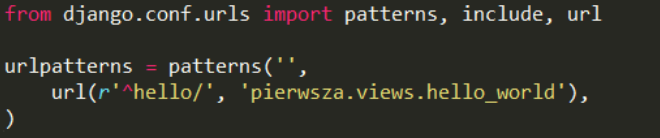 from django.conf.urls import patterns, include, url
urlpatterns = patterns('',
    url(r'^hello/', 'pierwsza.views.hello_world'),
)